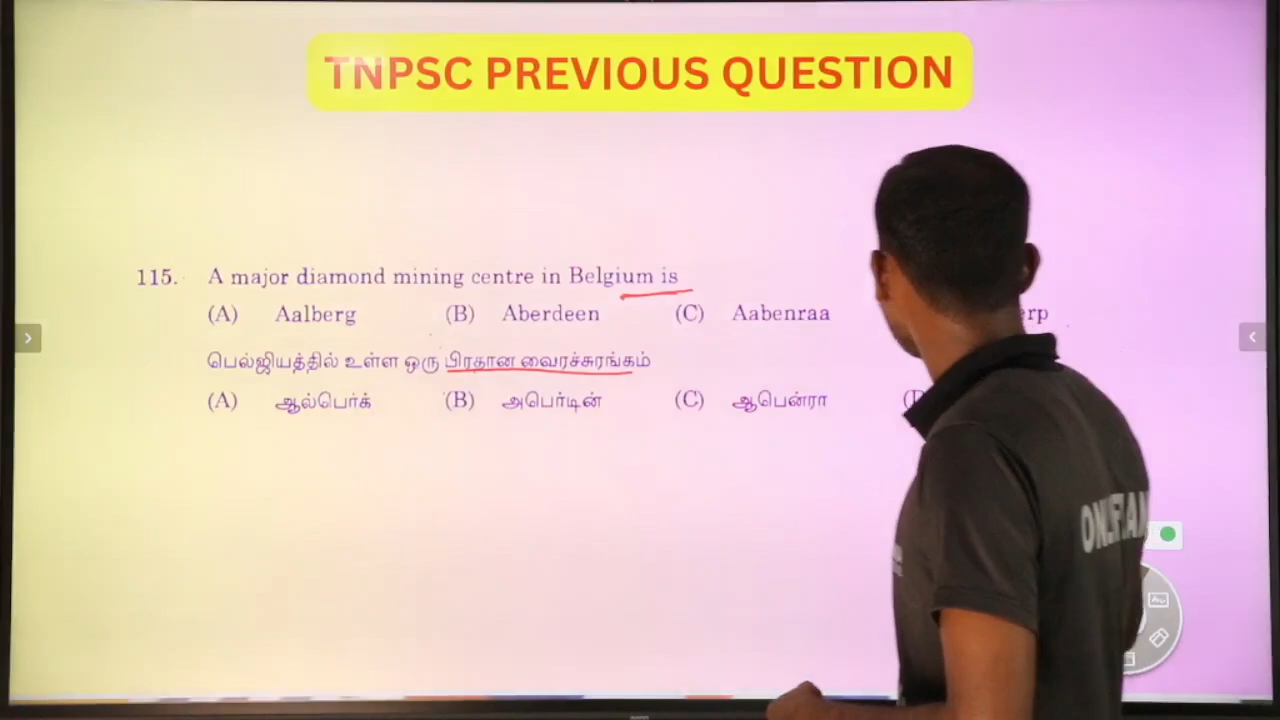 TNPSC PREVIOUS QUESTION
115. A major diamond mining centre in Belgium is
(A) Aalberg (B) Aberdeen (C) Aabenraa
பெல்ஜியத்தில் உள்ள ஒரு பிரதான வைரச்சுரங்கம்
(A) ஆல்பெர்க் (B) அபெர்டின் (C) ஆபென்ரா